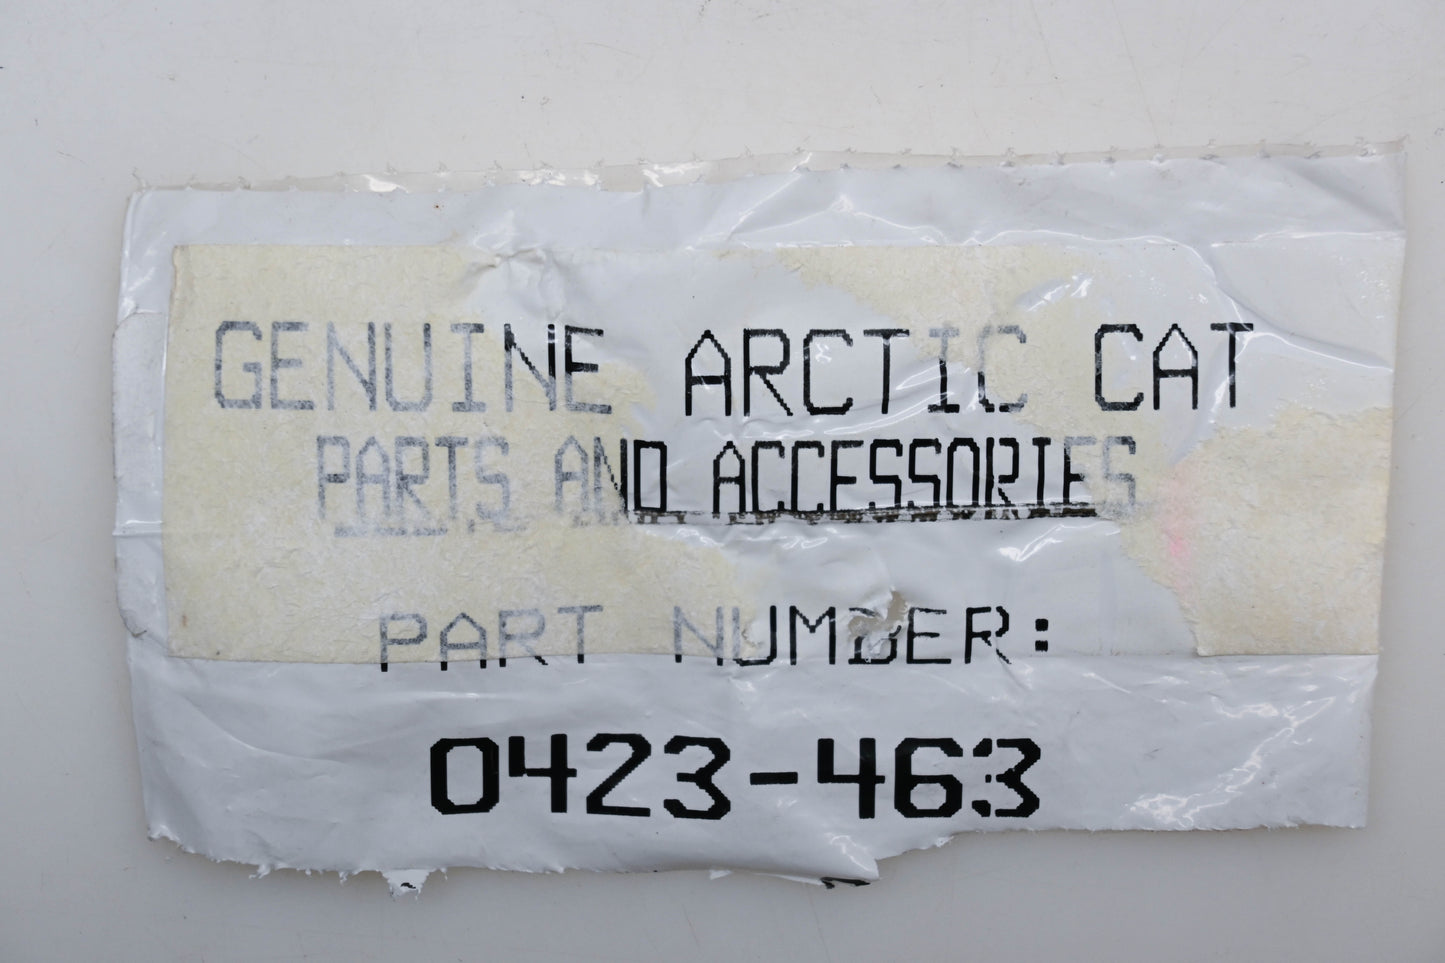 GENUINE ARCTIC CAT
PARTS AND ACCESSORIES
PART NUMBER:
0423-463